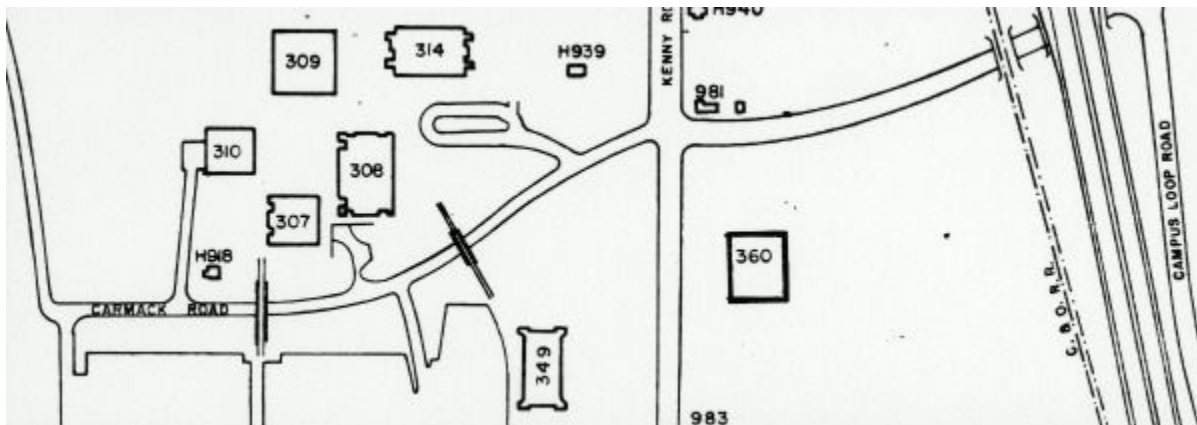 H940
KENNY RD
314
309
H939
981
310
308
307
H918
CARMACK ROAD
360
CAMPUS LOOP ROAD
C. & O. R.R.
349
983